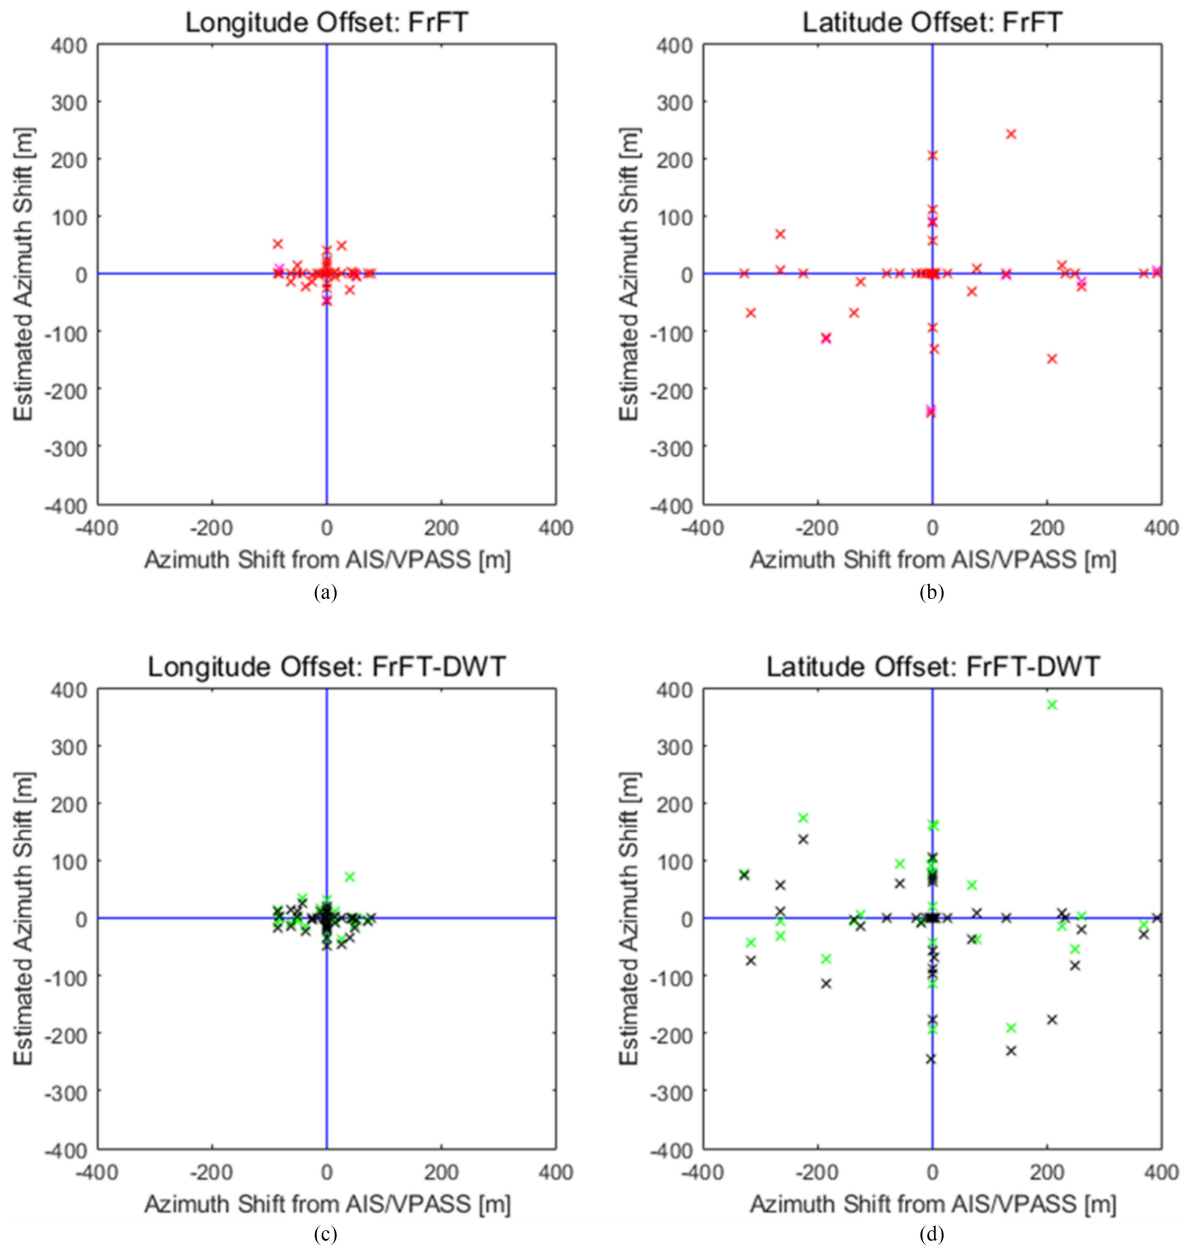 Longitude Offset: FrFT
400
300
200
100
0
-100
-200
-300
-400
Estimated Azimuth Shift [m]
-400 -200 0 200 400
Azimuth Shift from AIS/VPASS [m]
(a)
Latitude Offset: FrFT
400
300
200
100
0
-100
-200
-300
-400
Estimated Azimuth Shift [m]
-400 -200 0 200 400
Azimuth Shift from AIS/VPASS [m]
(b)
Longitude Offset: FrFT-DWT
400
300
200
100
0
-100
-200
-300
-400
Estimated Azimuth Shift [m]
-400 -200 0 200 400
Azimuth Shift from AIS/VPASS [m]
(c)
Latitude Offset: FrFT-DWT
400
300
200
100
0
-100
-200
-300
-400
Estimated Azimuth Shift [m]
-400 -200 0 200 400
Azimuth Shift from AIS/VPASS [m]
(d)